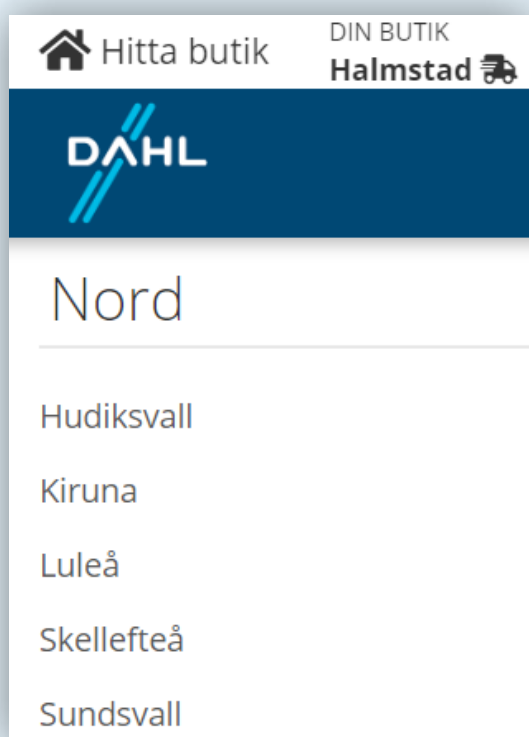 Hitta butik
DIN BUTIK
Halmstad
DAHL
Nord
Hudiksvall
Kiruna
Luleå
Skellefteå
Sundsvall